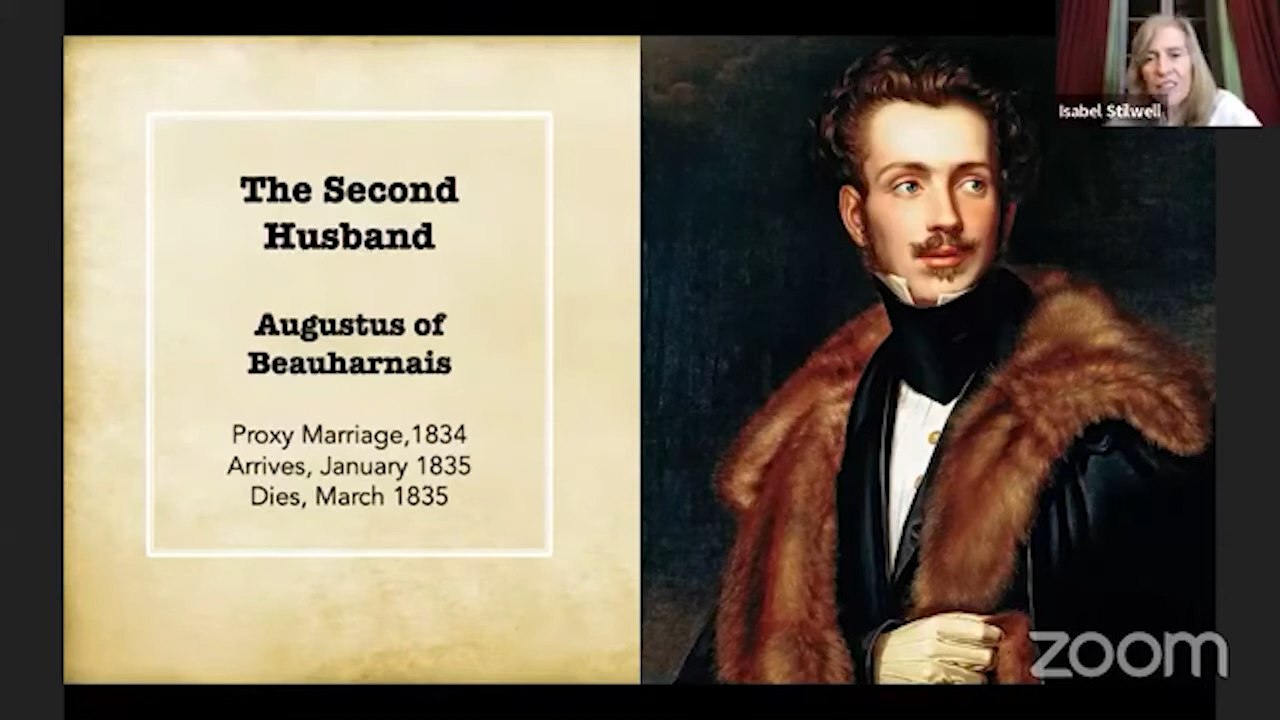 The Second
Husband
Augustus of
Beauharnais
Proxy Marriage,1834
Arrives, January 1835
Dies, March 1835
Isabel Stilwell
zoom